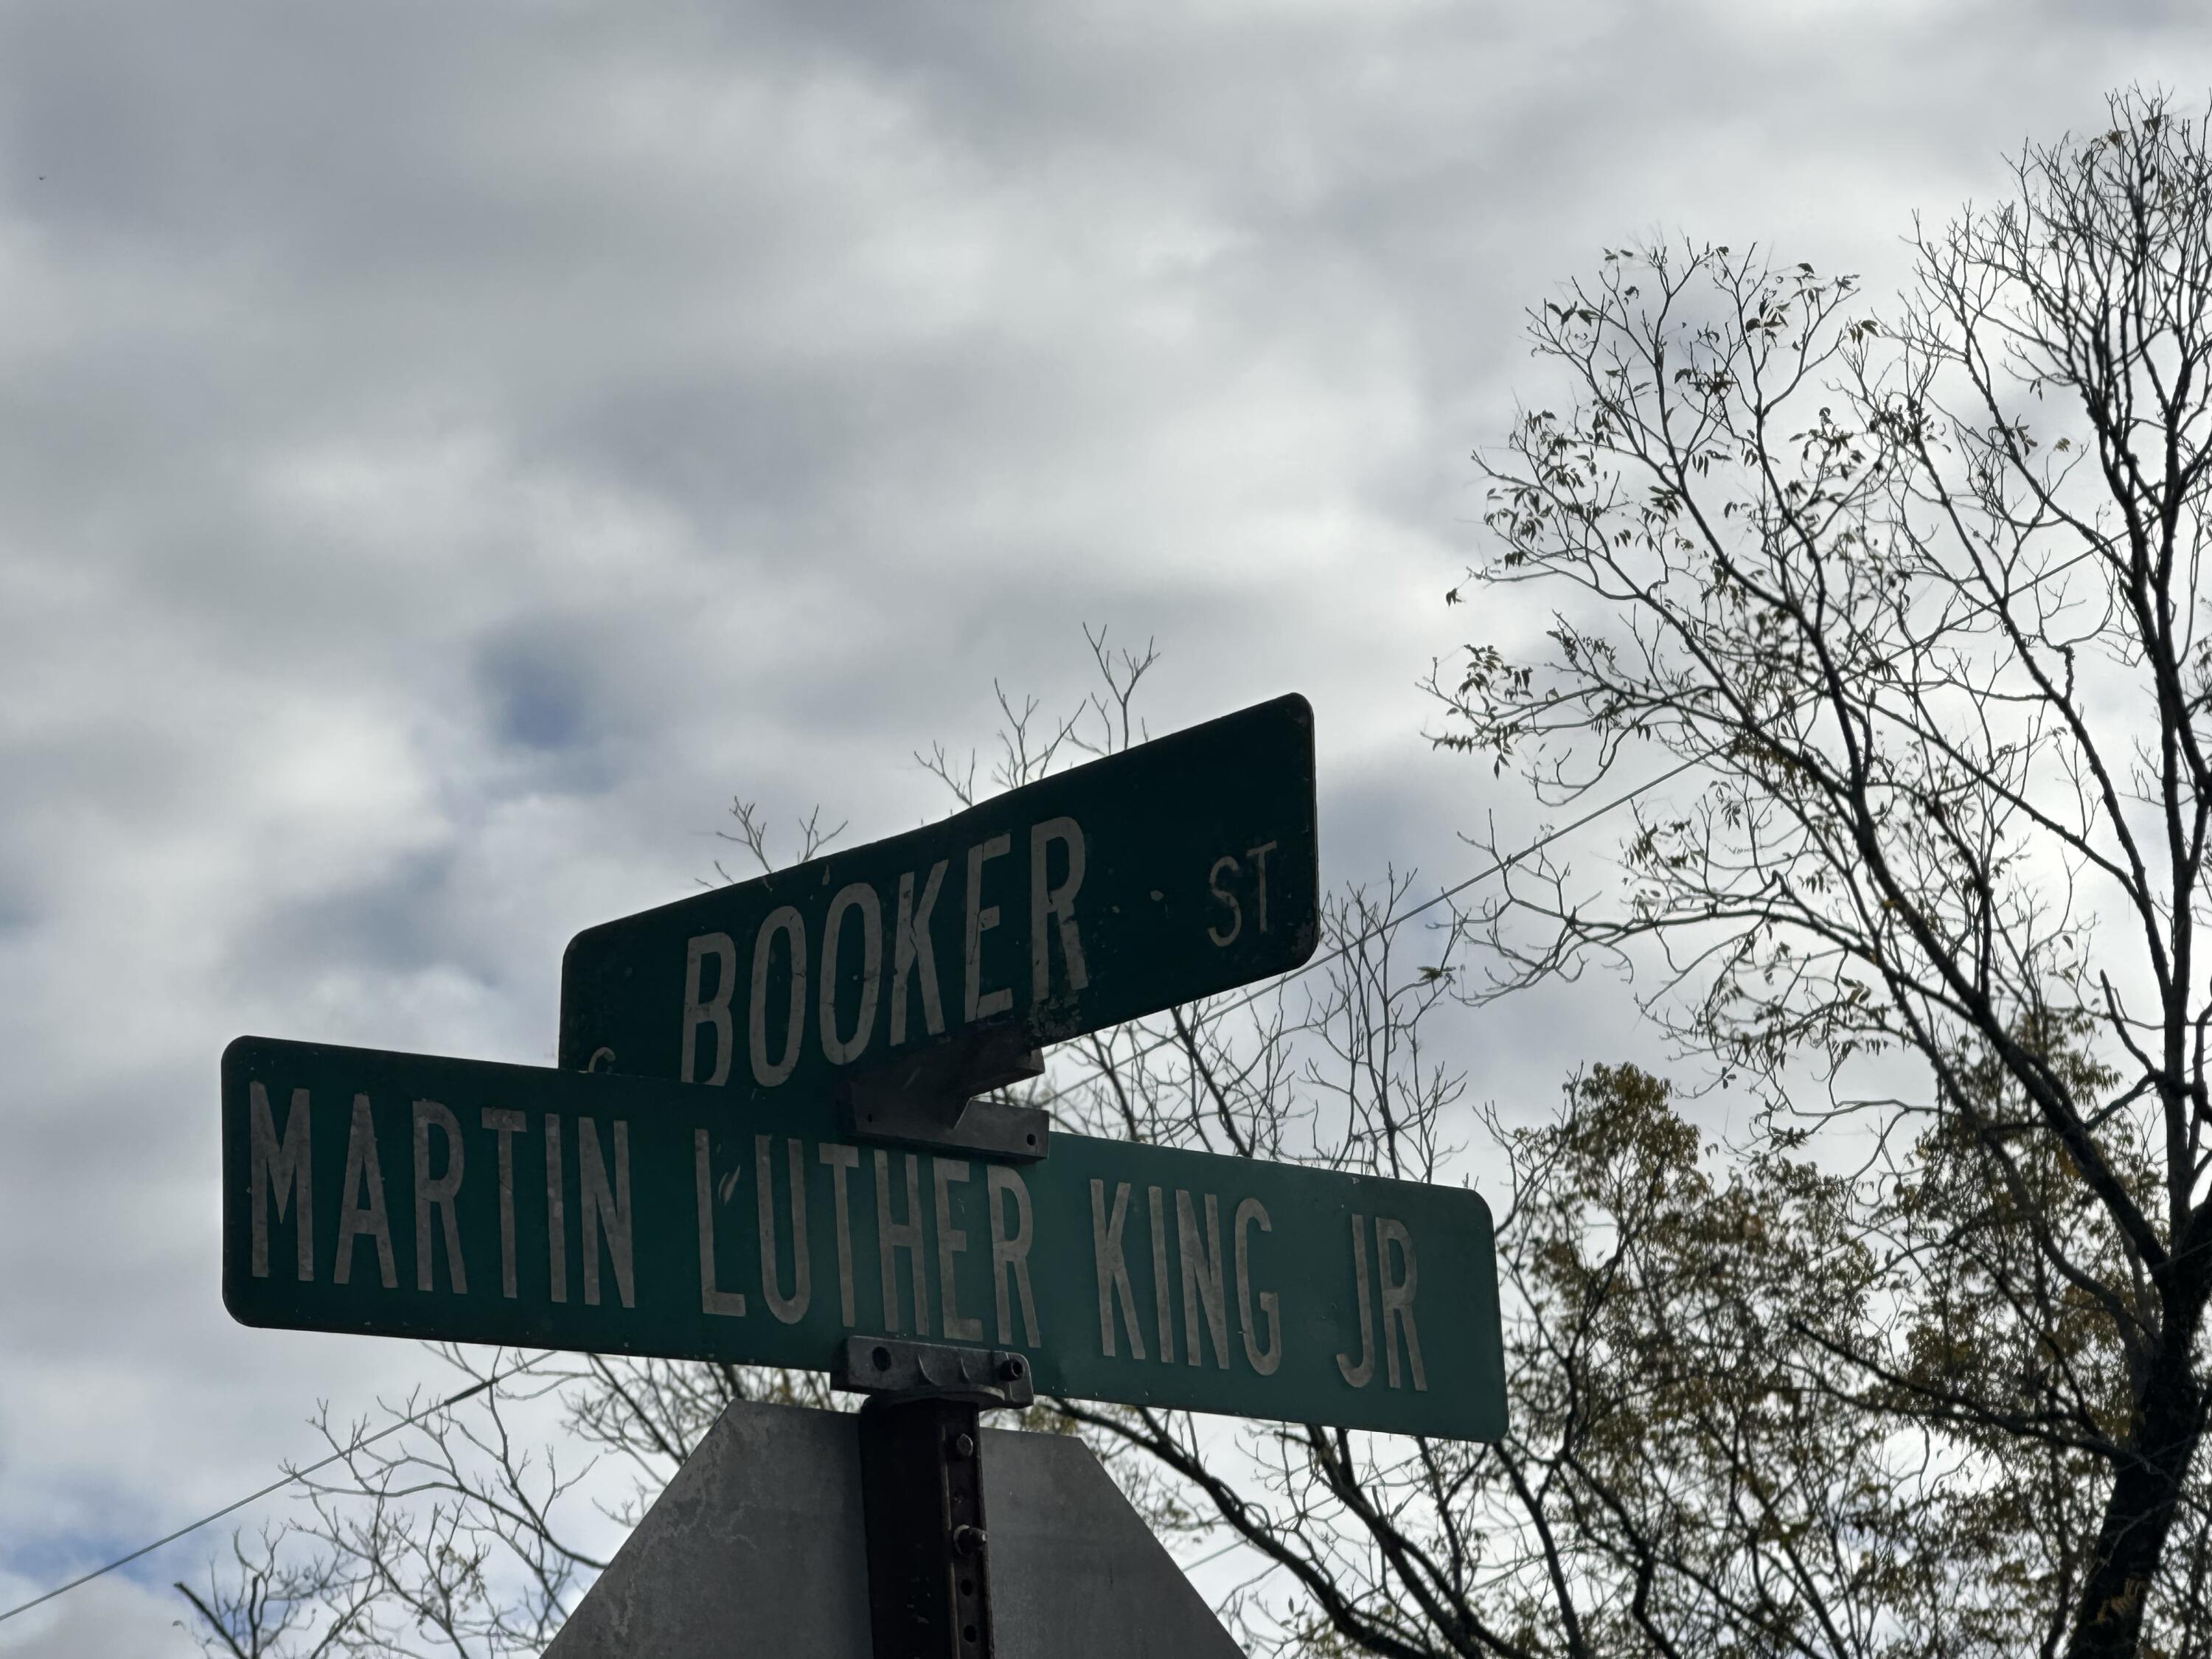 BOOKER ST
MARTIN LUTHER KING JR